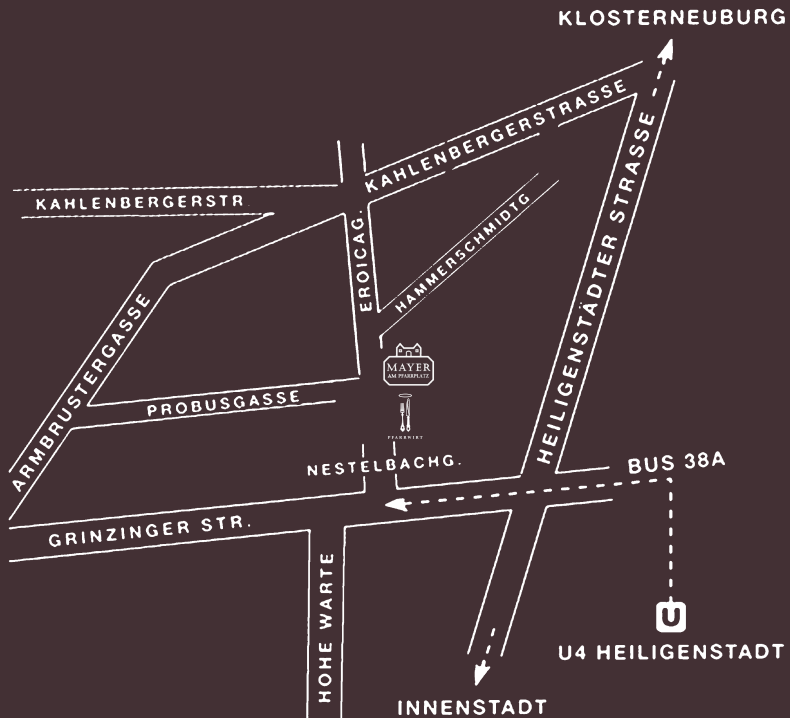 KLOSTERNEUBURG
KAHLENBERGERSTRASSE
KAHLENBERGERSTR.
HEILIGENSTÄDTER STRASSE
HAMMERSCHMIDTG
EROICAG.
ARMBRUSTERGASSE
MAYER
AM PFARRPLATZ
PROBUSGASSE
PFARRWIRT
NESTELBACHG.
BUS 38A
GRINZINGER STR.
HOHE WARTE
U
U4 HEILIGENSTADT
INNENSTADT